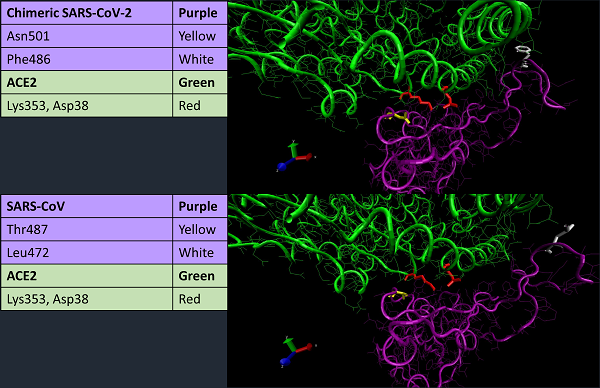 Chimeric SARS-CoV-2 Purple
Asn501 Yellow
Phe486 White
ACE2 Green
Lys353, Asp38 Red
SARS-CoV Purple
Thr487 Yellow
Leu472 White
ACE2 Green
Lys353, Asp38 Red